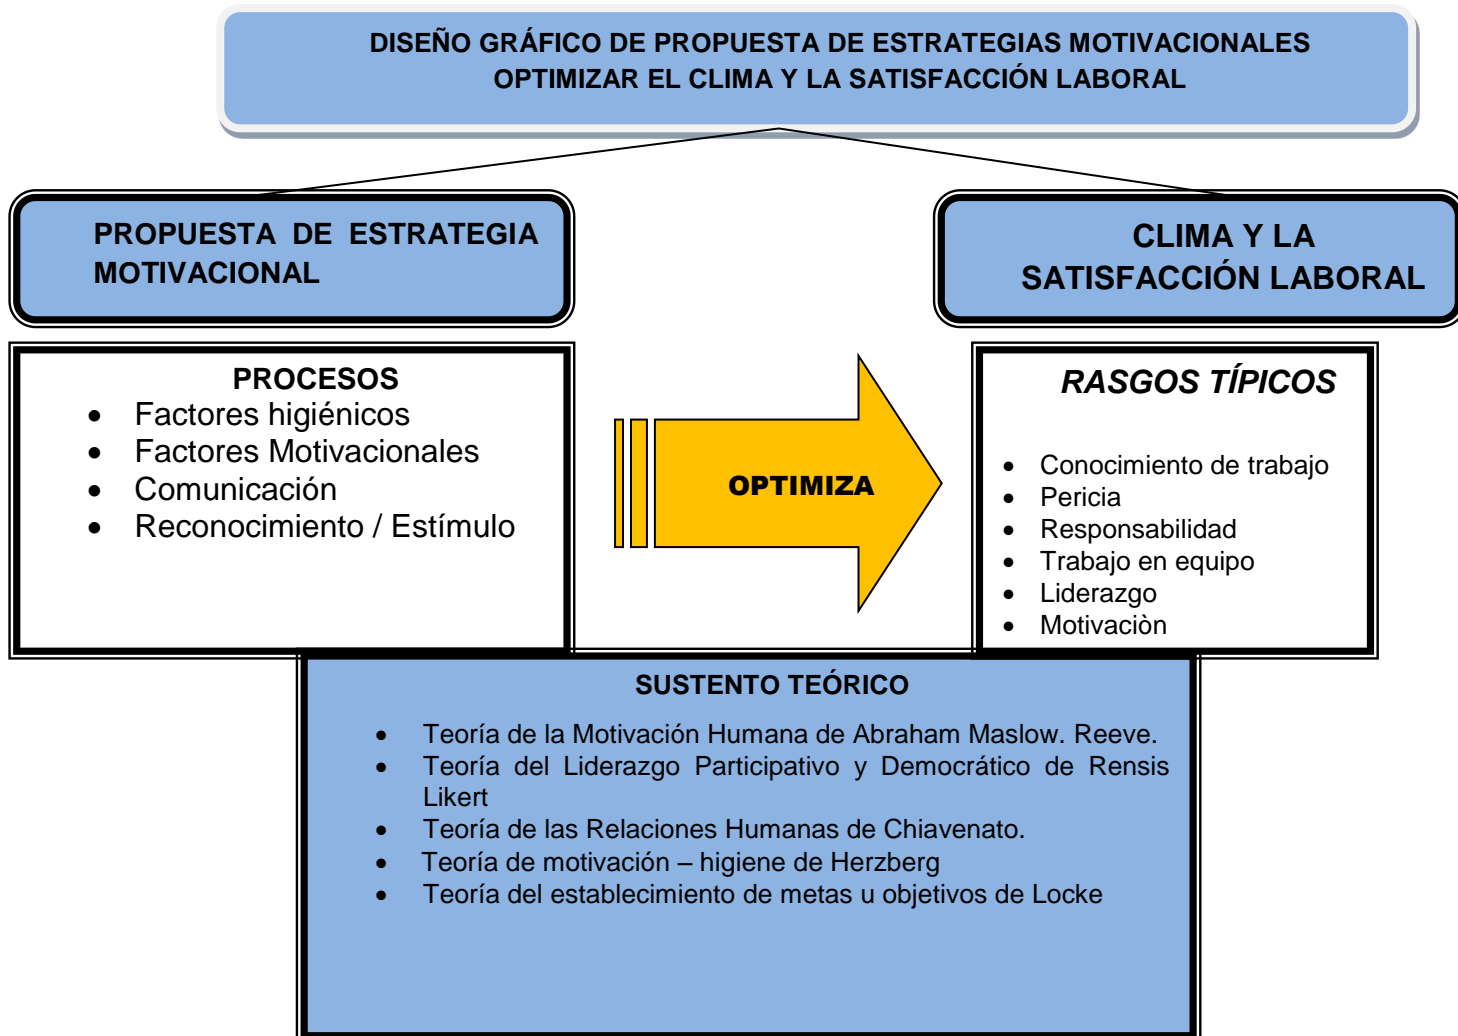 DISEÑO GRÁFICO DE PROPUESTA DE ESTRATEGIAS MOTIVACIONALES
OPTIMIZAR EL CLIMA Y LA SATISFACCIÓN LABORAL
PROPUESTA DE ESTRATEGIA
MOTIVACIONAL
CLIMA Y LA
SATISFACCIÓN LABORAL
PROCESOS
• Factores higiénicos
• Factores Motivacionales
• Comunicación
• Reconocimiento / Estímulo
OPTIMIZA
RASGOS TÍPICOS
• Conocimiento de trabajo
• Pericia
• Responsabilidad
• Trabajo en equipo
• Liderazgo
• Motivaciòn
SUSTENTO TEÓRICO
• Teoría de la Motivación Humana de Abraham Maslow. Reeve.
• Teoría del Liderazgo Participativo y Democrático de Rensis
Likert
• Teoría de las Relaciones Humanas de Chiavenato.
• Teoría de motivación – higiene de Herzberg
• Teoría del establecimiento de metas u objetivos de Locke